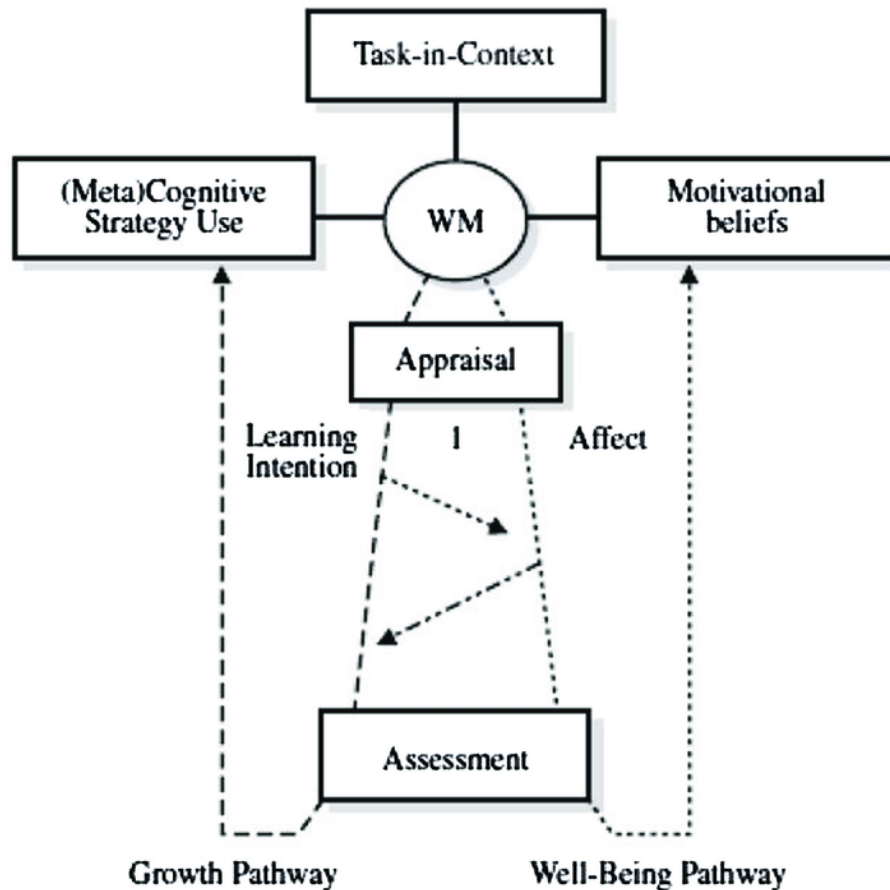 Task-in-Context
(Meta)Cognitive
Strategy Use
WM
Motivational
beliefs
Appraisal
Learning
Intention
1
Affect
Assessment
Growth Pathway
Well-Being Pathway